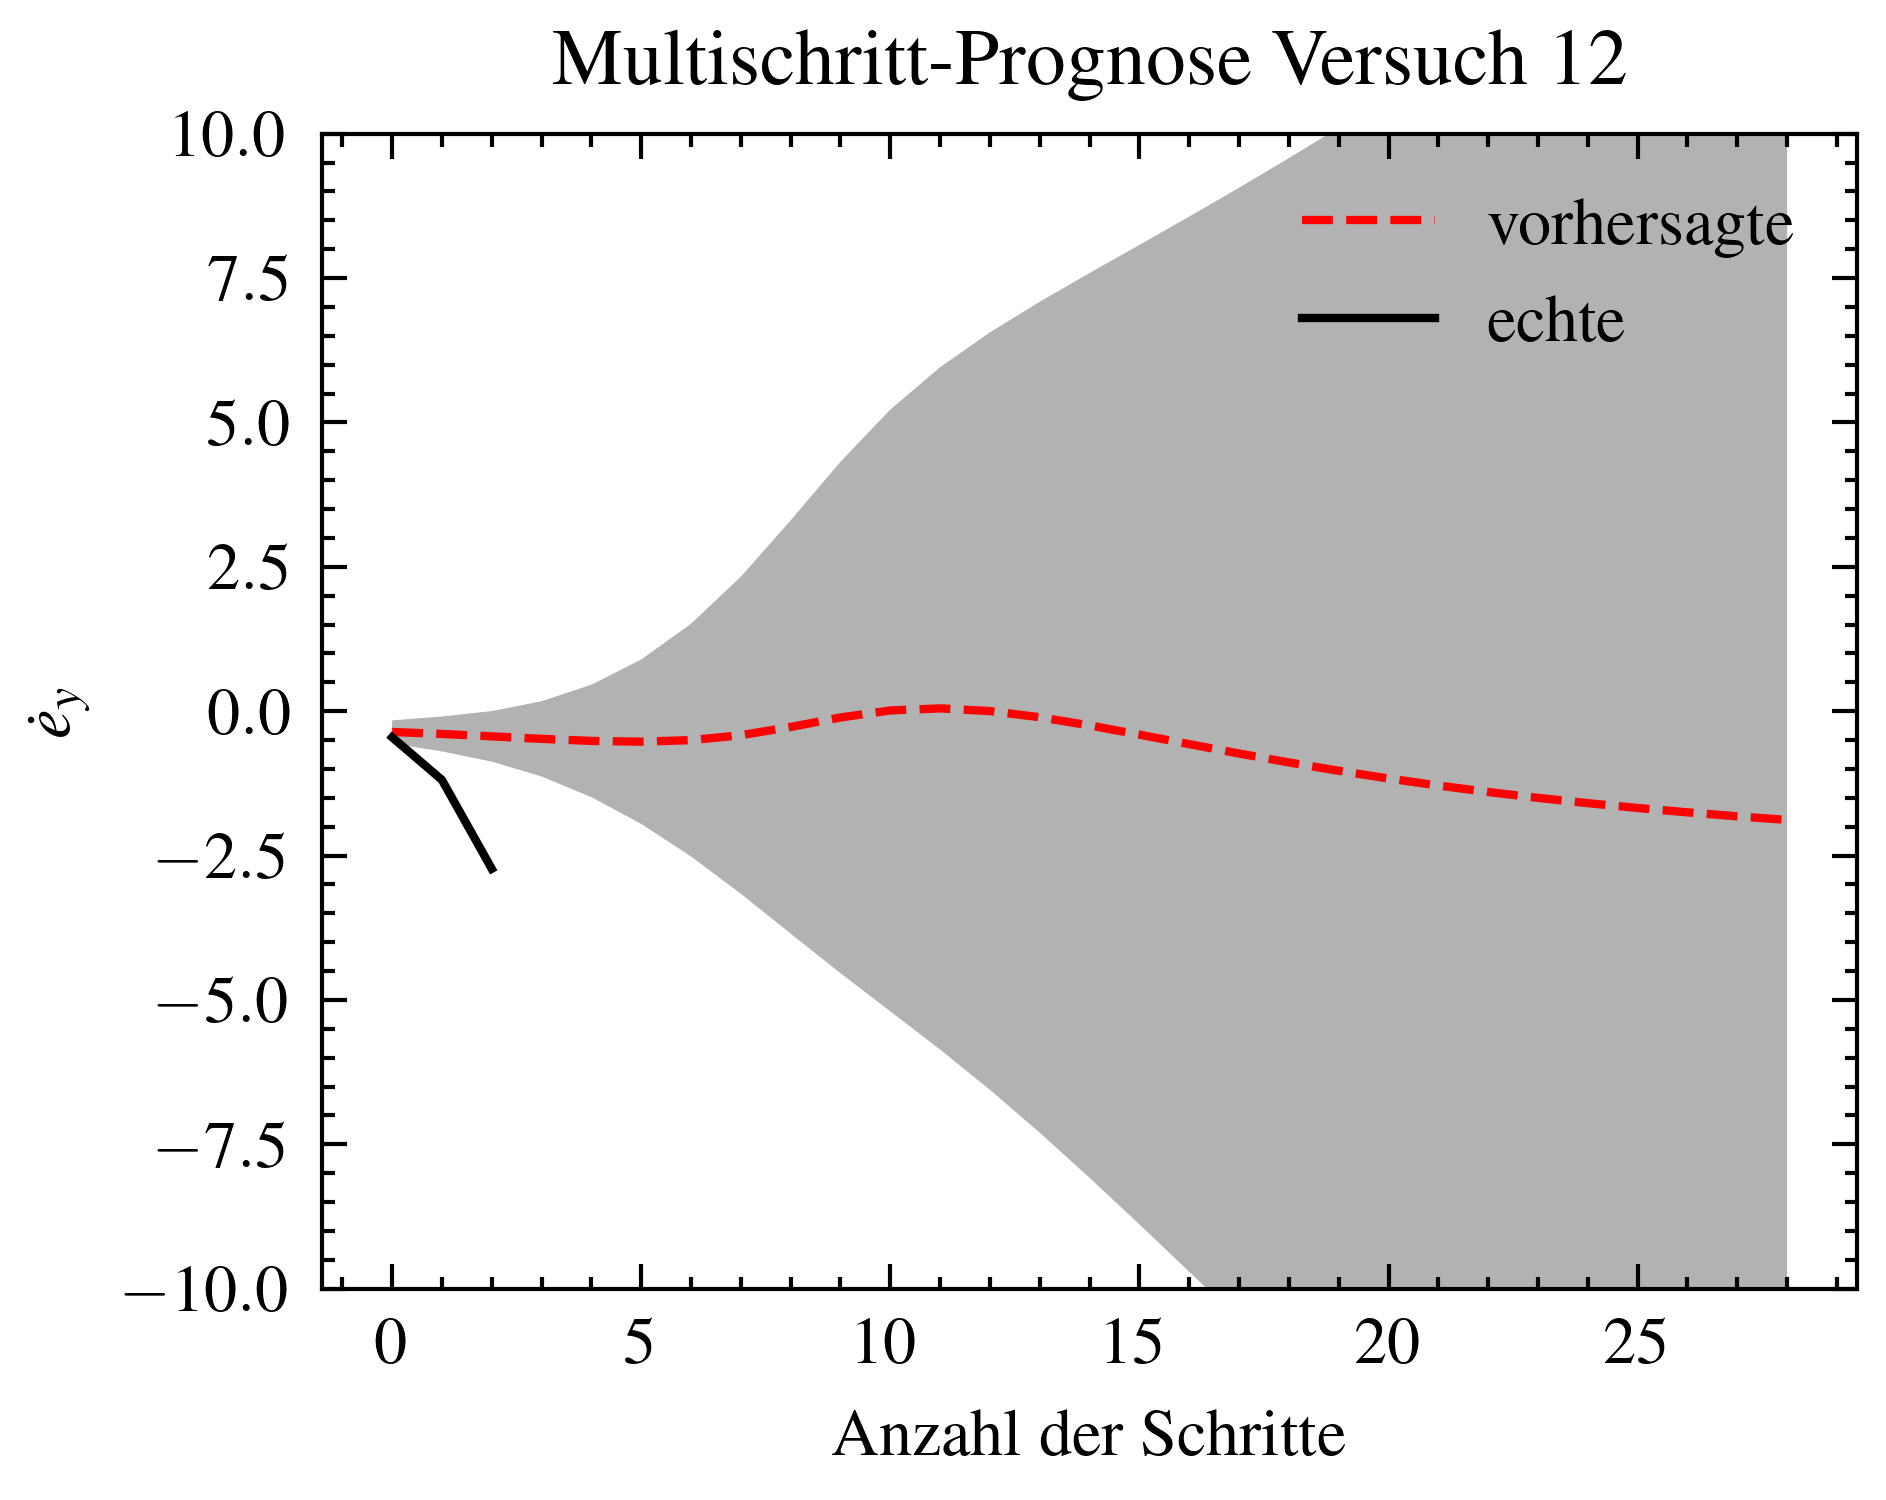 Multischritt-Prognose Versuch 12
10.0
7.5
5.0
2.5
0.0
−2.5
−5.0
−7.5
−10.0
ė_y
vorhersagte
echte
0 5 10 15 20 25
Anzahl der Schritte